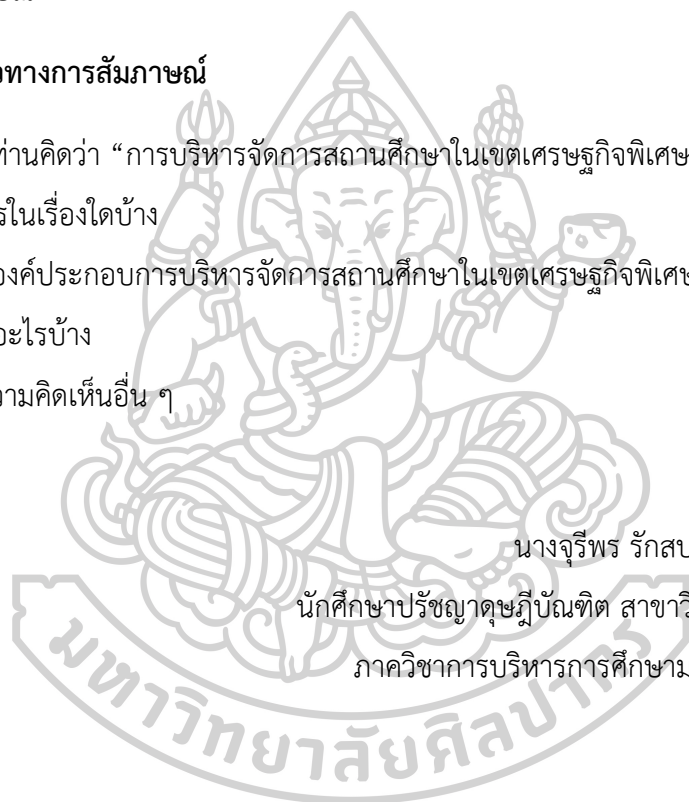 ทางการสัมภาษณ์
ท่านคิดว่า “การบริหารจัดการสถานศึกษาในเขตเศรษฐกิจพิเศษ
ในเรื่องใดบ้าง
องค์ประกอบการบริหารจัดการสถานศึกษาในเขตเศรษฐกิจพิเศษ
อะไรบ้าง
วามคิดเห็นอื่น ๆ
นางจุรีพร รักสบ
นักศึกษาปรัชญาดุษฎีบัณฑิต สาขาวิ
ภาควิชาการบริหารการศึกษาม
มหาวิทยาลัยศิลปากร